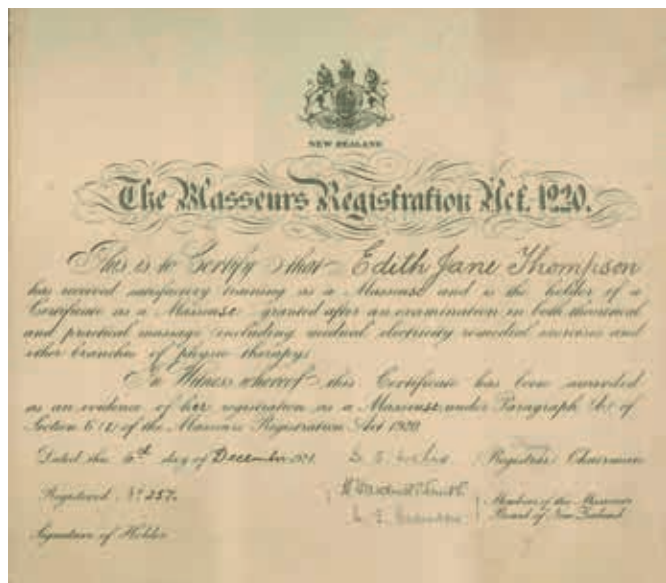 NEW ZEALAND
The Masseurs Registration Act. 1920.
This is to Certify that Edith Jane Thompson
has received satisfactory training as a Masseuse and is the holder of a
Certificate as a Masseuse granted after an examination in both theoretical
and practical massage including medical electricity remedial exercises and
other branches of physio therapy
In Witness whereof this Certificate has been awarded
as an evidence of her registration as a Masseuse under Paragraph of
Section 6 of the Masseurs Registration Act 1920
Dated this 6th day of December 1921. Registrar Chairman
Registered No 257.
Members of the Masseurs
Board of New Zealand
Signature of Holder